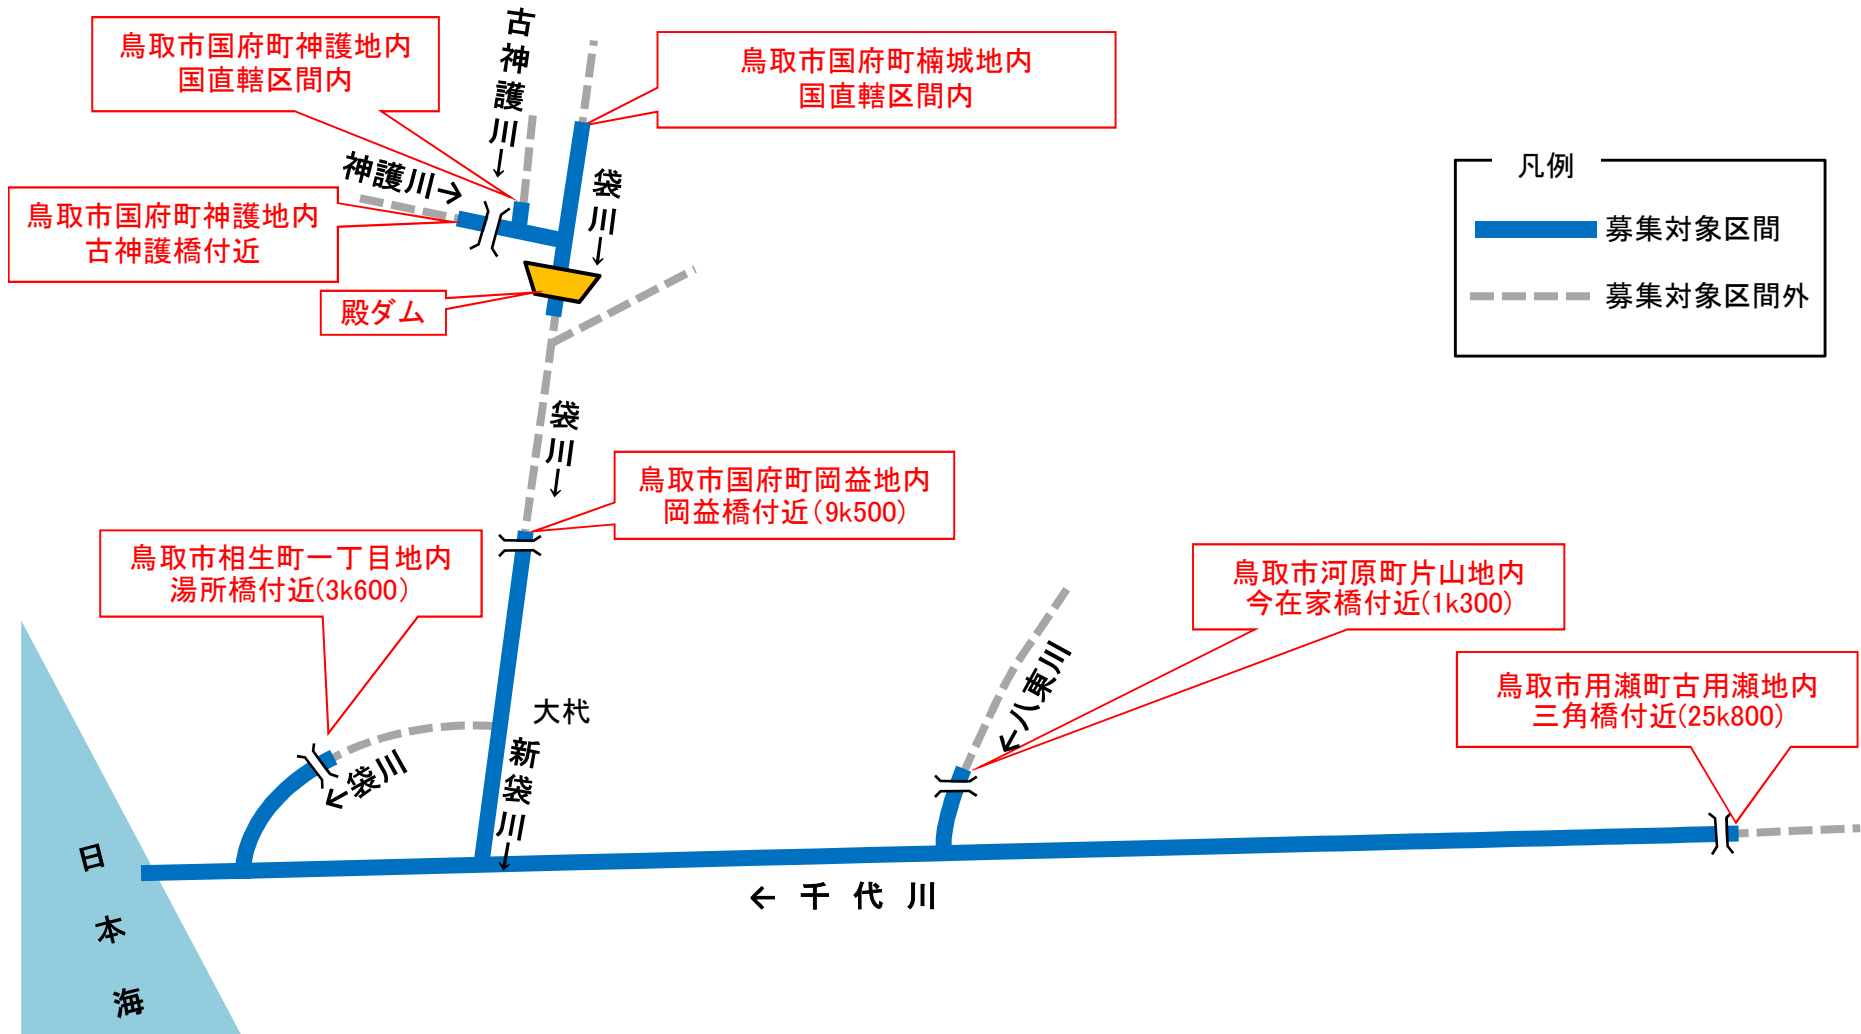 鳥取市国府町神護地内
国直轄区間内
古神護川→
鳥取市国府町楠城地内
国直轄区間内
神護川→
袋川→
鳥取市国府町神護地内
古神護橋付近
殿ダム
凡例
募集対象区間
募集対象区間外
袋川→
鳥取市国府町岡益地内
岡益橋付近(9k500)
鳥取市相生町一丁目地内
湯所橋付近(3k600)
鳥取市河原町片山地内
今在家橋付近(1k300)
鳥取市用瀬町古用瀬地内
三角橋付近(25k800)
←八東川
大杙
新袋川→
←袋川
←千代川
日本海